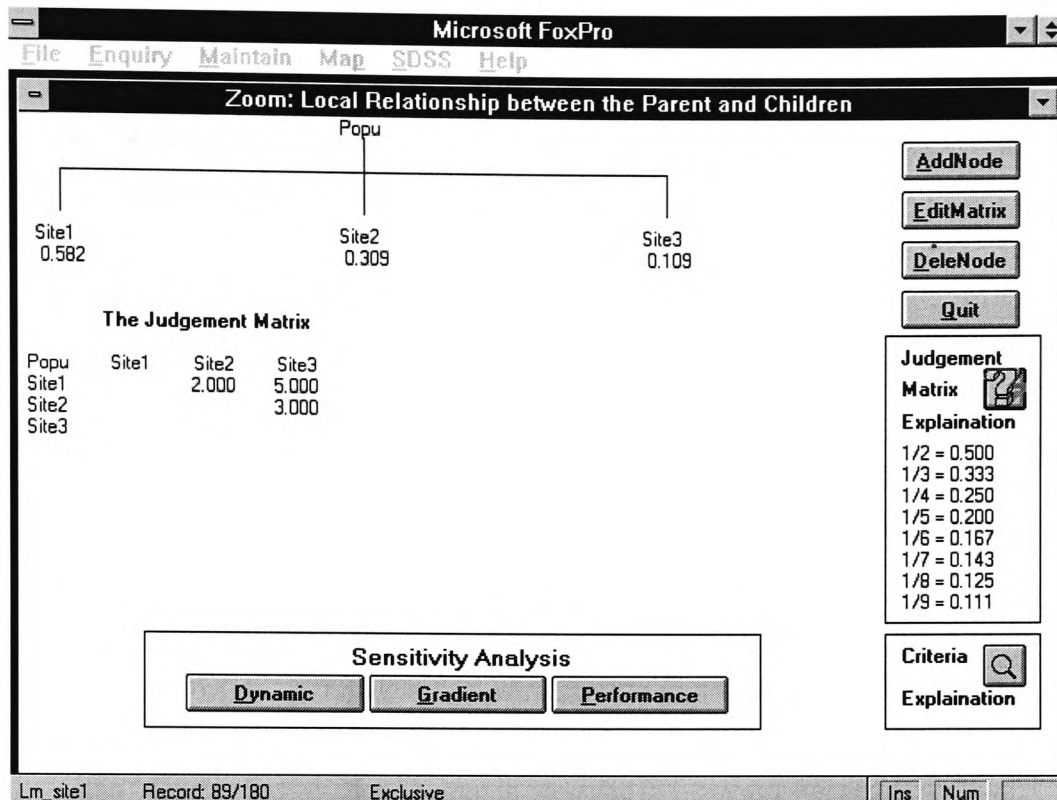 Microsoft FoxPro
File Enquiry Maintain Map SDSS Help
Zoom: Local Relationship between the Parent and Children
Popu
Site1 Site2 Site3
0.582 0.309 0.109
The Judgement Matrix
Popu Site1 Site2 Site3
Site1 2.000 5.000
Site2 3.000
Site3
AddNode
EditMatrix
DeleNode
Quit
Judgement
Matrix
Explaination
1/2 = 0.500
1/3 = 0.333
1/4 = 0.250
1/5 = 0.200
1/6 = 0.167
1/7 = 0.143
1/8 = 0.125
1/9 = 0.111
Sensitivity Analysis
Dynamic Gradient Performance
Criteria
Explaination
Lm_site1 Record: 89/180 Exclusive Ins Num